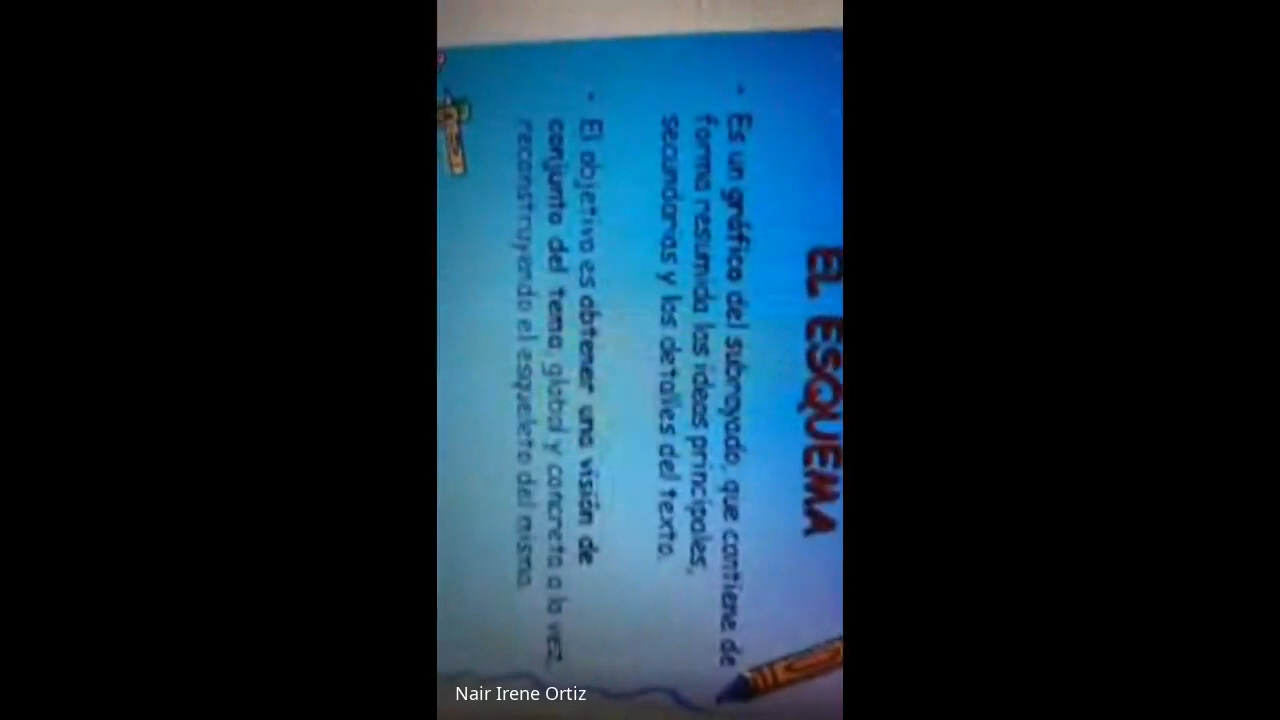 EL ESQUEMA
• Es un gráfico del subrayado, que contiene de
forma resumida las ideas principales,
secundarias y los detalles del texto.
• El objetivo es obtener una visión de
conjunto del tema, global y concreta a la vez,
reconstruyendo el esqueleto del mismo.
Nair Irene Ortiz